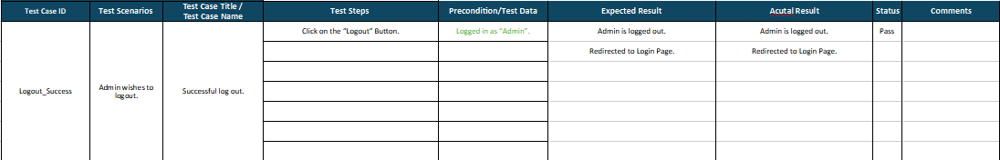 Test Case ID
Test Scenarios
Test Case Title /
Test Case Name
Test Steps
Precondition/Test Data
Expected Result
Acutal Result
Status
Comments
Logout_Success
Admin wishes to
logout.
Successful log out.
Click on the “Logout” Button.
Logged in as “Admin”.
Admin is logged out.
Admin is logged out.
Pass
Redirected to Login Page.
Redirected to Login Page.